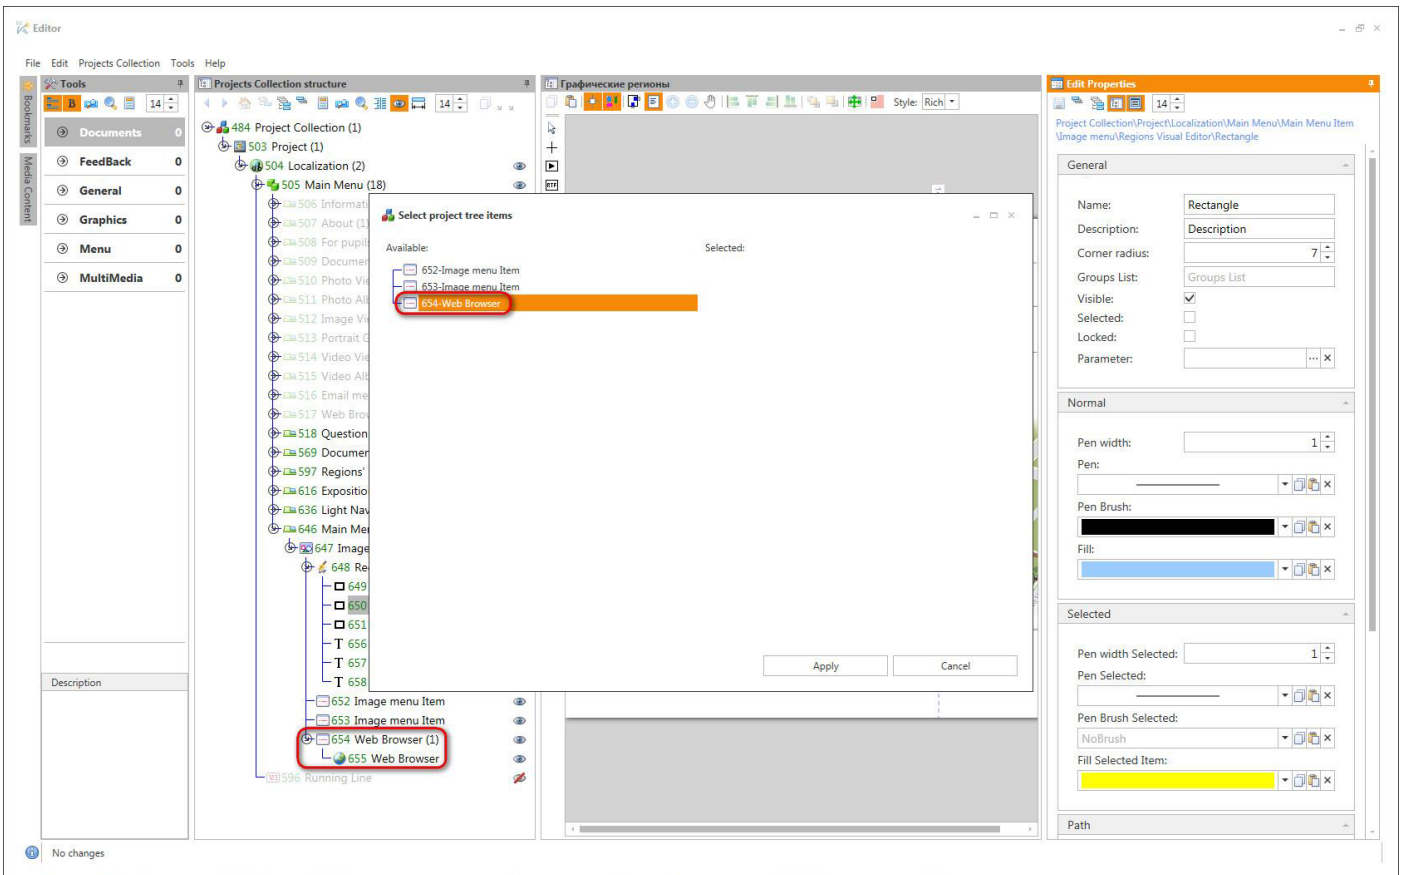 Editor
File Edit Projects Collection Tools Help
Bookmarks
Media Content
Tools
B 14
Documents 0
FeedBack 0
General 0
Graphics 0
Menu 0
MultiMedia 0
Description
Projects Collection structure
14
484 Project Collection (1)
503 Project (1)
504 Localization (2)
505 Main Menu (18)
506 Informati
507 About (1)
508 For pupil
509 Documen
510 Photo Vie
511 Photo Alb
512 Image Vi
513 Portrait G
514 Video Vie
515 Video Alb
516 Email me
517 Web Brow
518 Question
569 Documen
597 Regions'
616 Expositio
636 Light Nav
646 Main Mer
647 Image
648 Re
649
650
651
T 656
T 657
T 658
652 Image menu Item
653 Image menu Item
654 Web Browser (1)
655 Web Browser
596 Running Line
Графические регионы
Style: Rich
RTF
Select project tree items
Available:
Selected:
652-Image menu Item
653-Image menu Item
654-Web Browser
Apply Cancel
Edit Properties
14
Project Collection\Project\Localization\Main Menu\Main Menu Item
\Image menu\Regions Visual Editor\Rectangle
General
Name: Rectangle
Description: Description
Corner radius: 7
Groups List: Groups List
Visible:
Selected:
Locked:
Parameter: ...
Normal
Pen width: 1
Pen:
Pen Brush:
Fill:
Selected
Pen width Selected: 1
Pen Selected:
Pen Brush Selected:
NoBrush
Fill Selected Item:
Path
No changes